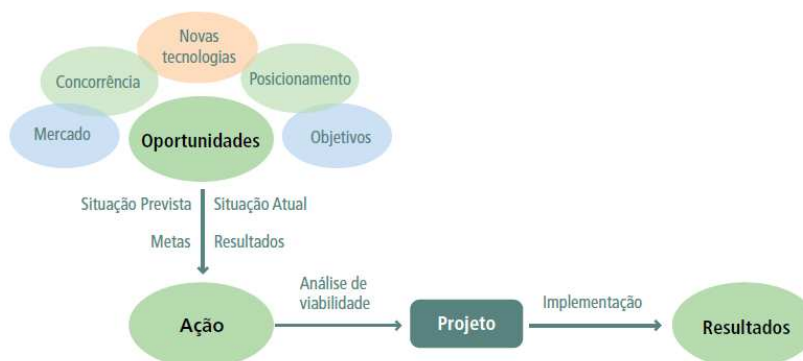 Novas
tecnologias
Concorrência
Posicionamento
Mercado
Oportunidades
Objetivos
Situação Prevista
Situação Atual
Metas
Resultados
Análise de
viabilidade
Implementação
Ação
Projeto
Resultados